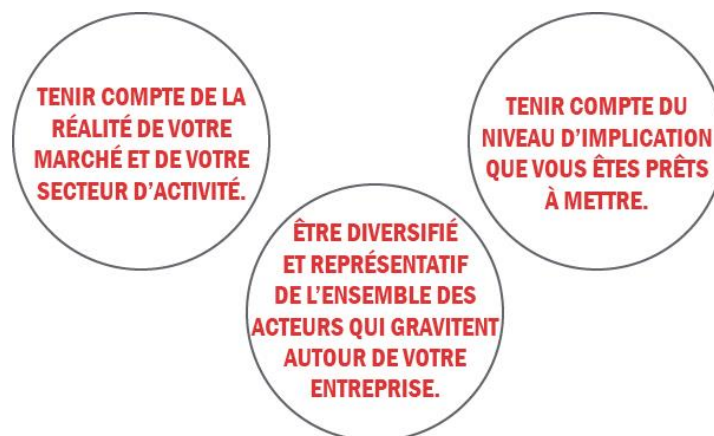 TENIR COMPTE DE LA
RÉALITÉ DE VOTRE
MARCHÉ ET DE VOTRE
SECTEUR D'ACTIVITÉ.
TENIR COMPTE DU
NIVEAU D'IMPLICATION
QUE VOUS ÊTES PRÊTS
À METTRE.
ÊTRE DIVERSIFIÉ
ET REPRÉSENTATIF
DE L'ENSEMBLE DES
ACTEURS QUI GRAVITENT
AUTOUR DE VOTRE
ENTREPRISE.